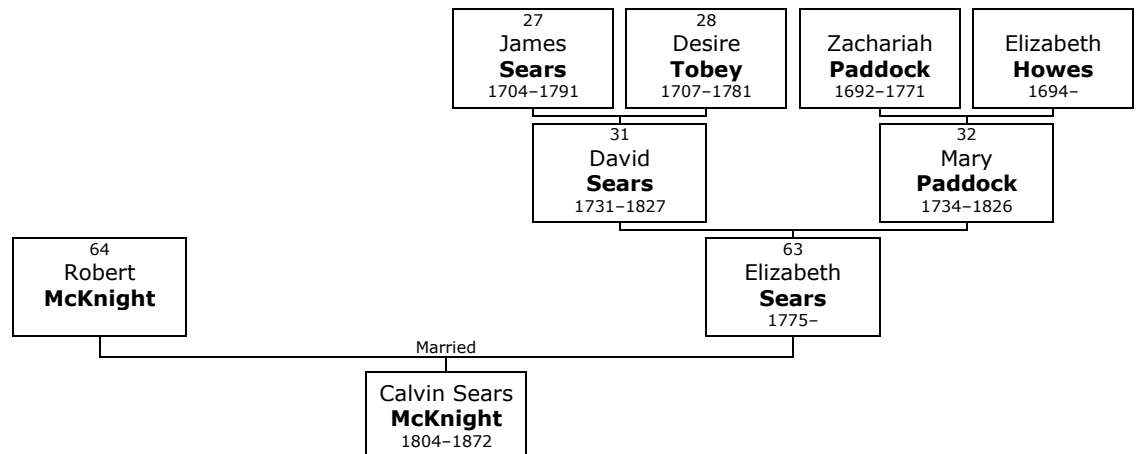 27
James
Sears
1704–1791
28
Desire
Tobey
1707–1781
Zachariah
Paddock
1692–1771
Elizabeth
Howes
1694–
31
David
Sears
1731–1827
32
Mary
Paddock
1734–1826
64
Robert
McKnight
63
Elizabeth
Sears
1775–
Married
Calvin Sears
McKnight
1804–1872